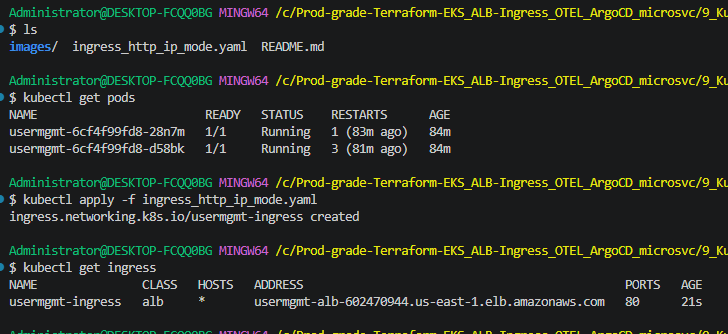 Administrator@DESKTOP-FCQQ0BG MINGW64 /c/Prod-grade-Terraform-EKS_ALB-Ingress_OTEL_ArgoCD_microsvc/9_Ku
$ ls
images/  ingress_http_ip_mode.yaml  README.md
Administrator@DESKTOP-FCQQ0BG MINGW64 /c/Prod-grade-Terraform-EKS_ALB-Ingress_OTEL_ArgoCD_microsvc/9_Ku
$ kubectl get pods
NAME                        READY   STATUS    RESTARTS      AGE
usermgmt-6cf4f99fd8-28n7m   1/1     Running   1 (83m ago)   84m
usermgmt-6cf4f99fd8-d58bk   1/1     Running   3 (81m ago)   84m
Administrator@DESKTOP-FCQQ0BG MINGW64 /c/Prod-grade-Terraform-EKS_ALB-Ingress_OTEL_ArgoCD_microsvc/9_Ku
$ kubectl apply -f ingress_http_ip_mode.yaml
ingress.networking.k8s.io/usermgmt-ingress created
Administrator@DESKTOP-FCQQ0BG MINGW64 /c/Prod-grade-Terraform-EKS_ALB-Ingress_OTEL_ArgoCD_microsvc/9_Ku
$ kubectl get ingress
NAME               CLASS   HOSTS   ADDRESS                                            PORTS   AGE
usermgmt-ingress   alb     *       usermgmt-alb-602470944.us-east-1.elb.amazonaws.com   80      21s